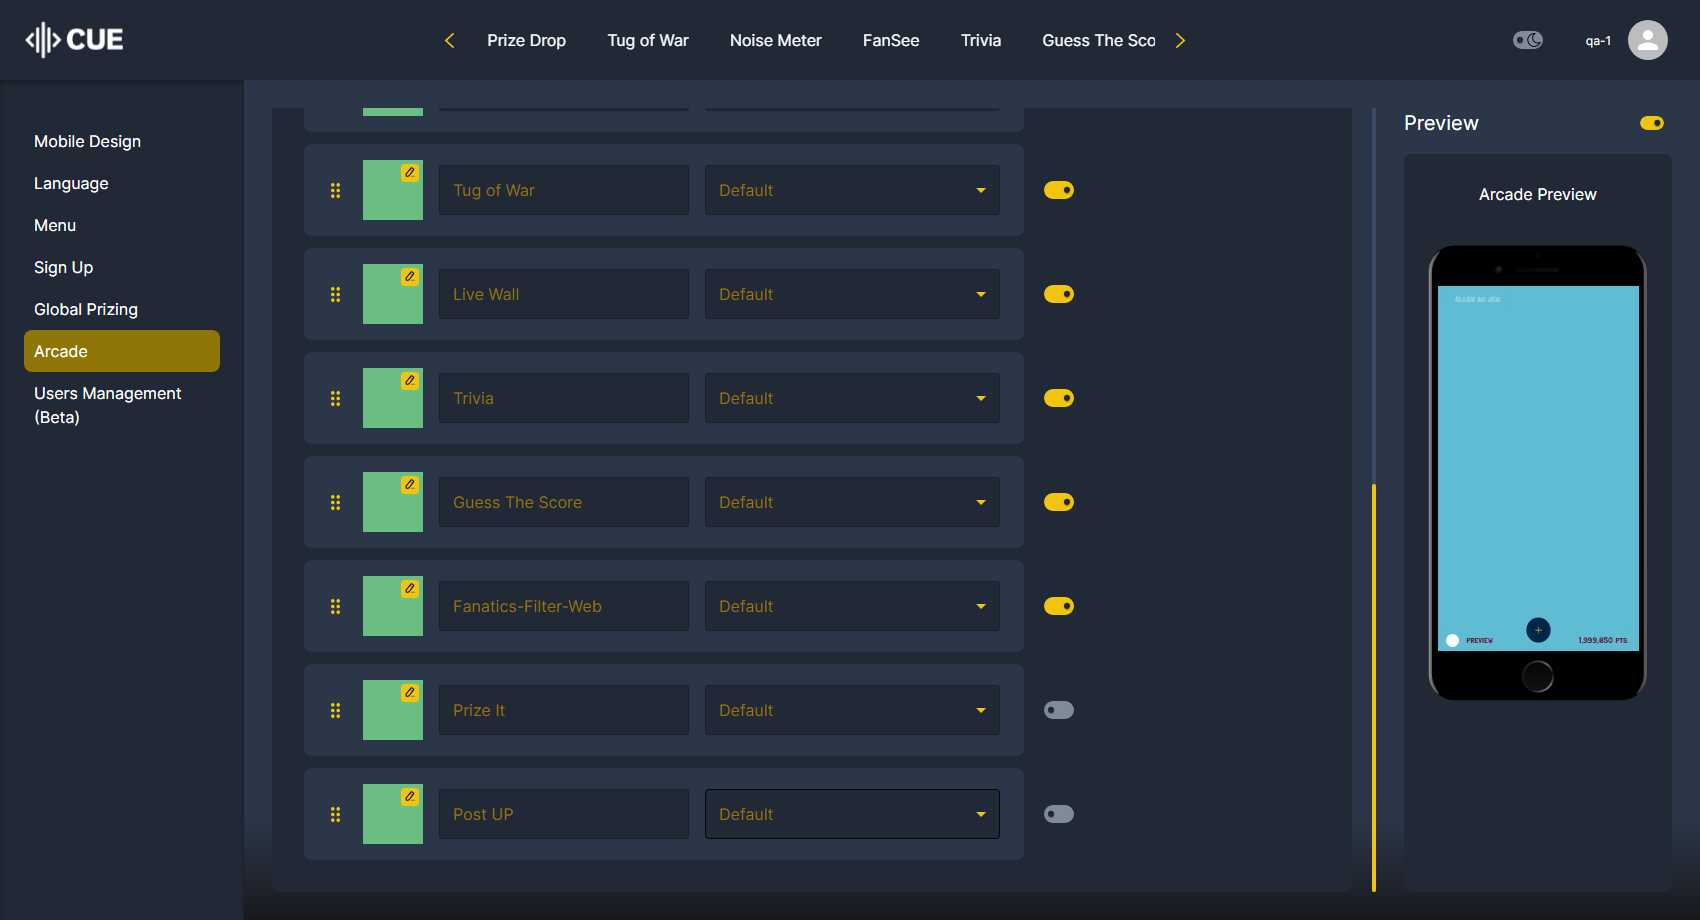 CUE
Prize Drop
Tug of War
Noise Meter
FanSee
Trivia
Guess The Sco
qa-1
Mobile Design
Language
Menu
Sign Up
Global Prizing
Arcade
Users Management
(Beta)
Tug of War
Default
Live Wall
Default
Trivia
Default
Guess The Score
Default
Fanatics-Filter-Web
Default
Prize It
Default
Post UP
Default
Preview
Arcade Preview
PREVIEW
+
1,999,850 PTS.